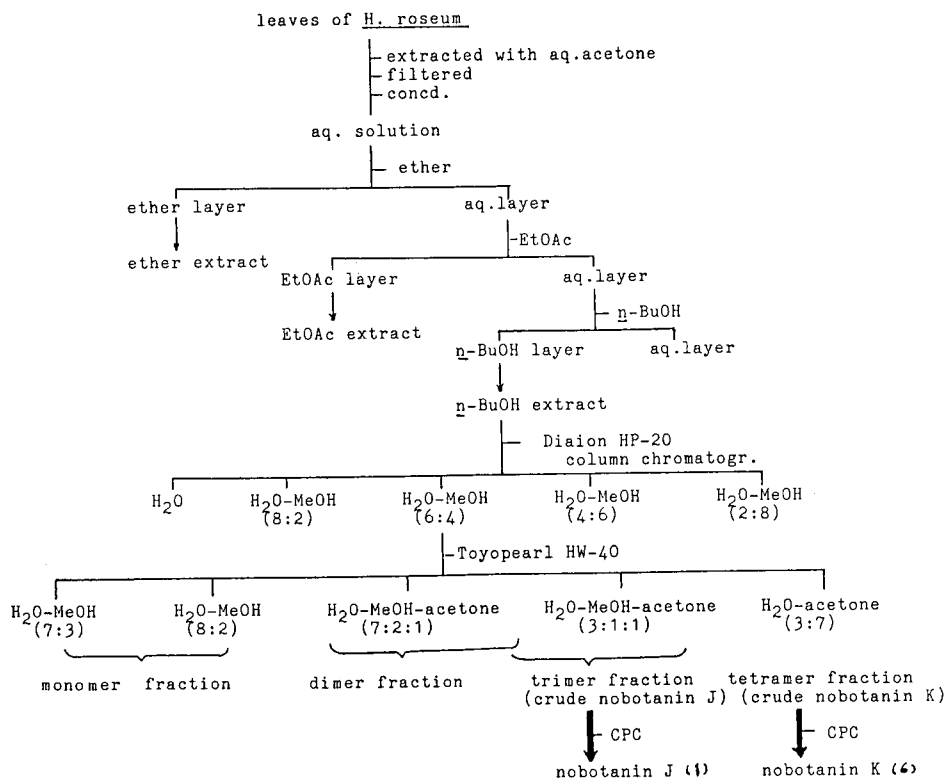 leaves of H. roseum
extracted with aq.acetone
filtered
concd.
aq. solution
ether
ether layer
aq.layer
EtOAc
ether extract
EtOAc layer
aq.layer
n-BuOH
EtOAc extract
n-BuOH layer
aq.layer
n-BuOH extract
Diaion HP-20
column chromatogr.
H2O
H2O-MeOH
(8:2)
H2O-MeOH
(6:4)
H2O-MeOH
(4:6)
H2O-MeOH
(2:8)
Toyopearl HW-40
H2O-MeOH
(7:3)
H2O-MeOH
(8:2)
H2O-MeOH-acetone
(7:2:1)
H2O-MeOH-acetone
(3:1:1)
H2O-acetone
(3:7)
monomer fraction
dimer fraction
trimer fraction
(crude nobotanin J)
tetramer fraction
(crude nobotanin K)
CPC
CPC
nobotanin J
nobotanin K (6)